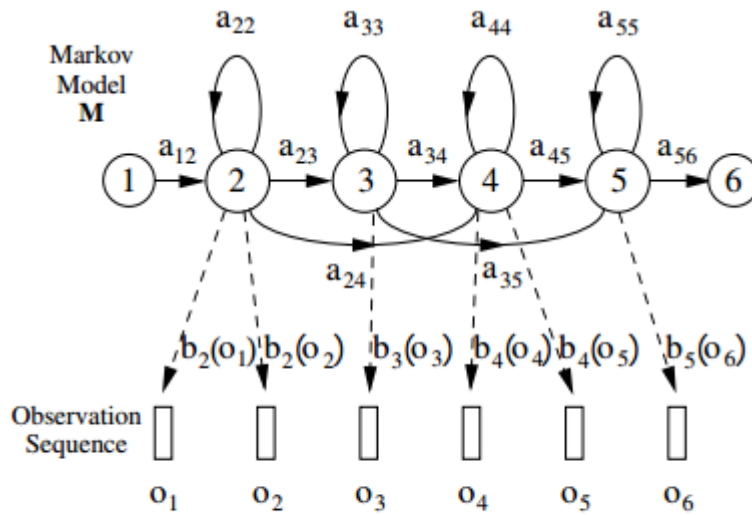 a₂₂ a₃₃ a₄₄ a₅₅
Markov
Model
M
a₁₂ a₂₃ a₃₄ a₄₅ a₅₆
1 2 3 4 5 6
a₂₄ a₃₅
b₂(o₁) b₂(o₂) b₃(o₃) b₄(o₄) b₄(o₅) b₅(o₆)
Observation
Sequence
o₁ o₂ o₃ o₄ o₅ o₆